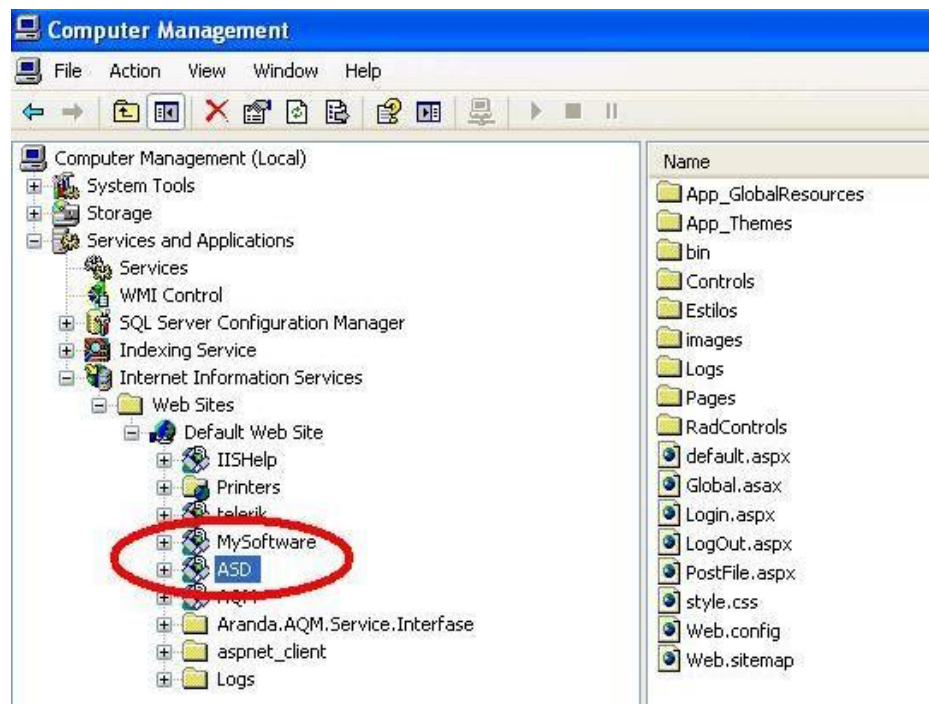 Computer Management
File Action View Window Help
Computer Management (Local)
System Tools
Storage
Services and Applications
Services
WMI Control
SQL Server Configuration Manager
Indexing Service
Internet Information Services
Web Sites
Default Web Site
IISHelp
Printers
telerik
MySoftware
ASD
AQM
Aranda.AQM.Service.Interfase
aspnet_client
Logs
Name
App_GlobalResources
App_Themes
bin
Controls
Estilos
images
Logs
Pages
RadControls
default.aspx
Global.asax
Login.aspx
LogOut.aspx
PostFile.aspx
style.css
Web.config
Web.sitemap